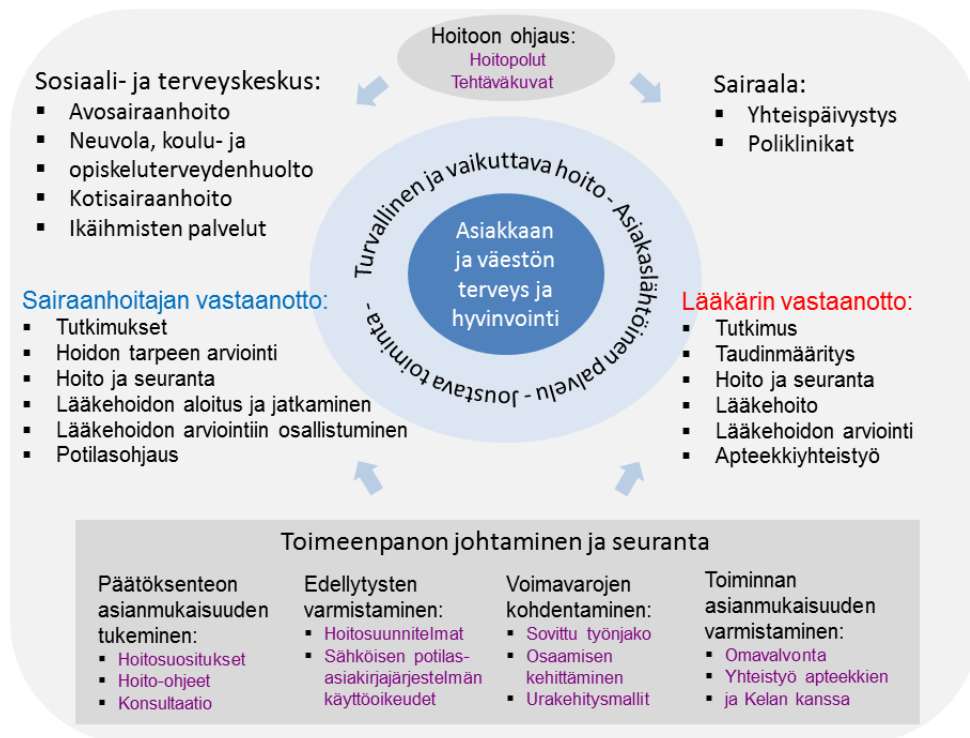 Hoitoon ohjaus:
Hoitopolut
Tehtäväkuvat
Sosiaali- ja terveyskeskus:
▪ Avosairaanhoito
▪ Neuvola, koulu- ja
▪ opiskeluterveydenhuolto
▪ Kotisairaanhoito
▪ Ikäihmisten palvelut
Sairaala:
▪ Yhteispäivystys
▪ Poliklinikat
Turvallinen ja vaikuttava hoito - Asiakaslähtöinen palvelu - Joustava toiminta -
Asiakkaan
ja väestön
terveys ja
hyvinvointi
Sairaanhoitajan vastaanotto:
▪ Tutkimukset
▪ Hoidon tarpeen arviointi
▪ Hoito ja seuranta
▪ Lääkehoidon aloitus ja jatkaminen
▪ Lääkehoidon arviointiin osallistuminen
▪ Potilasohjaus
Lääkärin vastaanotto:
▪ Tutkimus
▪ Taudinmääritys
▪ Hoito ja seuranta
▪ Lääkehoito
▪ Lääkehoidon arviointi
▪ Apteekkiyhteistyö
Toimeenpanon johtaminen ja seuranta
Päätöksenteon
asianmukaisuuden
tukeminen:
▪ Hoitosuositukset
▪ Hoito-ohjeet
▪ Konsultaatio
Edellytysten
varmistaminen:
▪ Hoitosuunnitelmat
▪ Sähköisen potilas-
asiakirjajärjestelmän
käyttöoikeudet
Voimavarojen
kohdentaminen:
▪ Sovittu työnjako
▪ Osaamisen
kehittäminen
▪ Urakehitysmallit
Toiminnan
asianmukaisuuden
varmistaminen:
▪ Omavalvonta
▪ Yhteistyö apteekkien
▪ ja Kelan kanssa